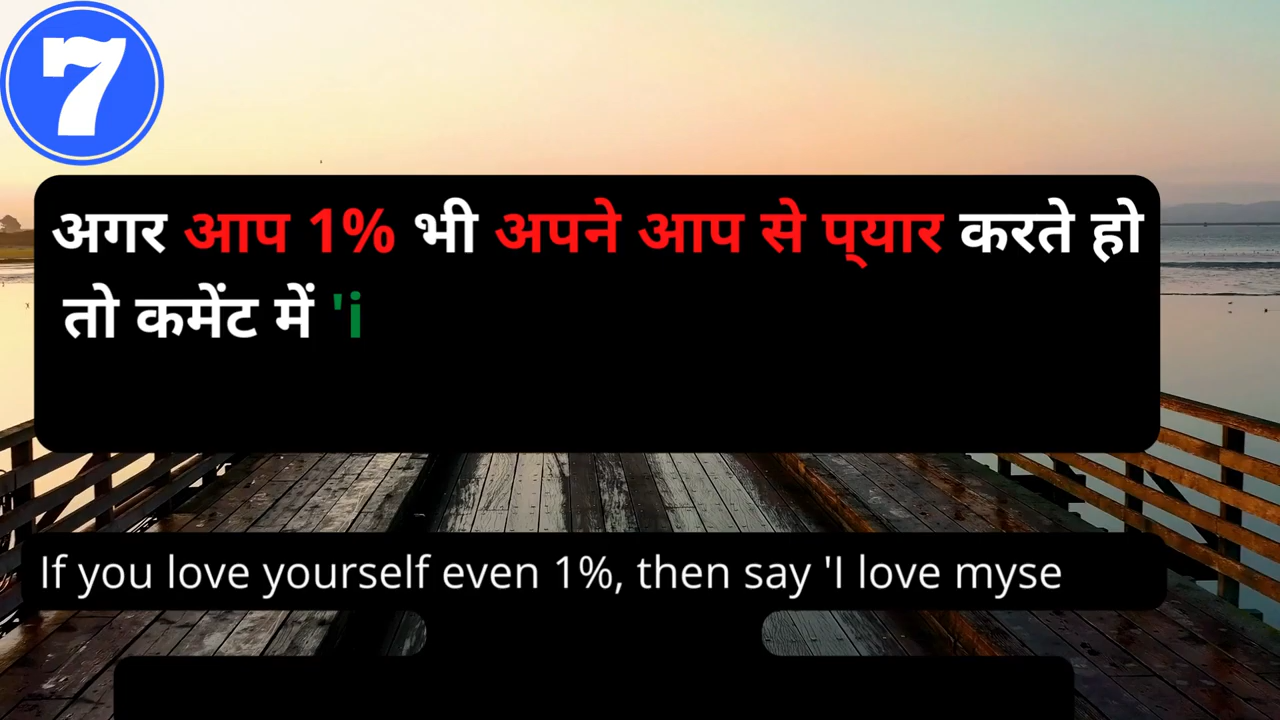 7
अगर आप 1% भी अपने आप से प्यार करते हो
तो कमेंट में 'i
If you love yourself even 1%, then say 'I love myse